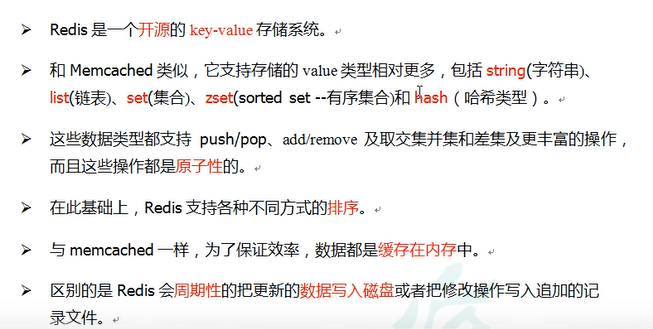 ➢ Redis 是一个开源的 key-value 存储系统。
➢ 和 Memcached 类似，它支持存储的 value 类型相对更多，包括 string(字符串)、
list(链表)、set(集合)、zset(sorted set --有序集合)和 hash（哈希类型）。
➢ 这些数据类型都支持 push/pop、add/remove 及取交集并集和差集及更丰富的操作，
而且这些操作都是原子性的。
➢ 在此基础上，Redis 支持各种不同方式的排序。
➢ 与 memcached 一样，为了保证效率，数据都是缓存在内存中。
➢ 区别的是 Redis 会周期性的把更新的数据写入磁盘或者把修改操作写入追加的记
录文件。